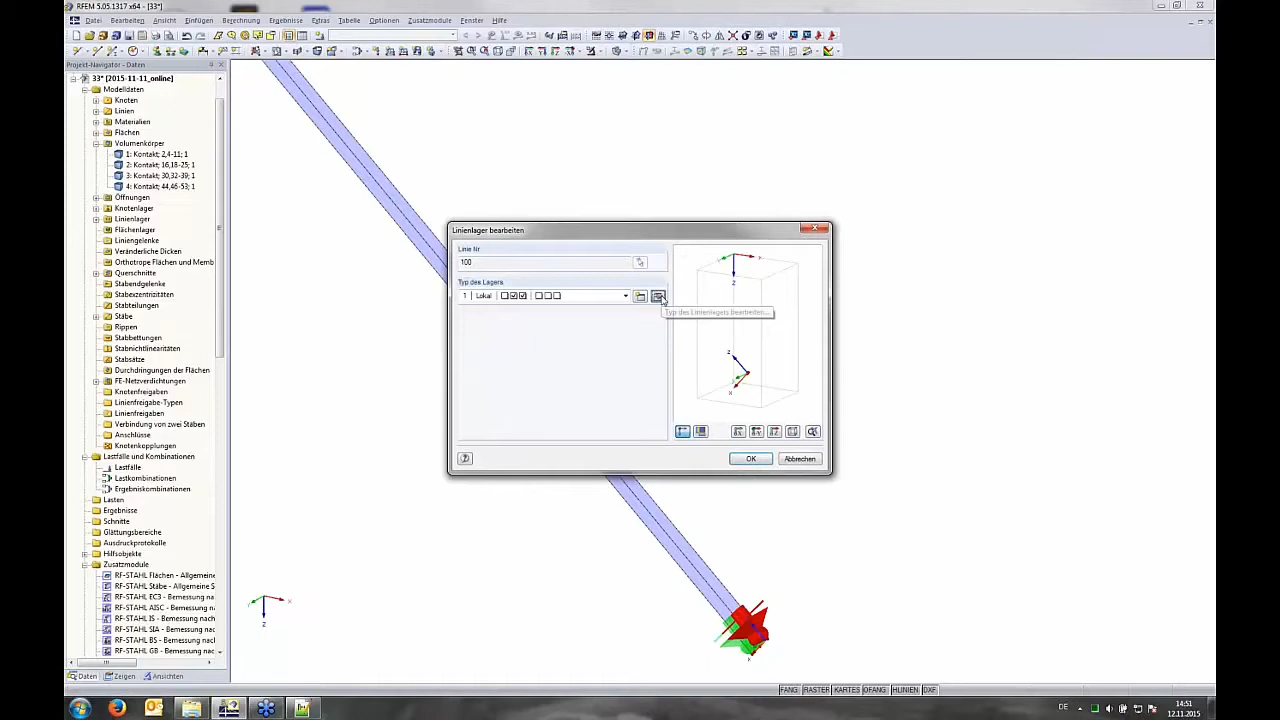 RFEM 5.05.1317 x64 - [33*]
Datei Bearbeiten Ansicht Einfügen Berechnung Ergebnisse Extras Tabelle Optionen Zusatzmodule Fenster Hilfe
Projekt-Navigator - Daten
33* [2015-11-11_online]
Modelldaten
Knoten
Linien
Materialien
Flächen
Volumenkörper
1: Kontakt; 2,4-11; 1
2: Kontakt; 16,18-25; 1
3: Kontakt; 30,32-39; 1
4: Kontakt; 44,46-53; 1
Öffnungen
Knotenlager
Linienlager
Flächenlager
Liniengelenke
Veränderliche Dicken
Orthotrope Flächen und Memb
Querschnitte
Stabendgelenke
Stabexzentrizitäten
Stabteilungen
Stäbe
Rippen
Stabbettungen
Stabnichtlinearitäten
Stabsätze
Durchdringungen der Flächen
FE-Netzverdichtungen
Knotenfreigaben
Linienfreigabe-Typen
Linienfreigaben
Verbindung von zwei Stäben
Anschlüsse
Knotenkopplungen
Lastfälle und Kombinationen
Lastfälle
Lastkombinationen
Ergebniskombinationen
Lasten
Ergebnisse
Schnitte
Glättungsbereiche
Ausdruckprotokolle
Hilfsobjekte
Zusatzmodule
RF-STAHL Flächen - Allgemeine
RF-STAHL Stäbe - Allgemeine S
RF-STAHL EC3 - Bemessung na
RF-STAHL AISC - Bemessung n
RF-STAHL IS - Bemessung nach
RF-STAHL SIA - Bemessung nac
RF-STAHL BS - Bemessung nach
RF-STAHL GB - Bemessung nac
Daten Zeigen Ansichten
Linienlager bearbeiten
Linie Nr
100
Typ des Lagers
1 Lokal
Typ des Linienlagers bearbeiten...
Y
Z
Z
X
OK Abbrechen
X
Z
X
FANG RASTER KARTES OFANG HLINIEN DXF
DE
14:51
12.11.2015